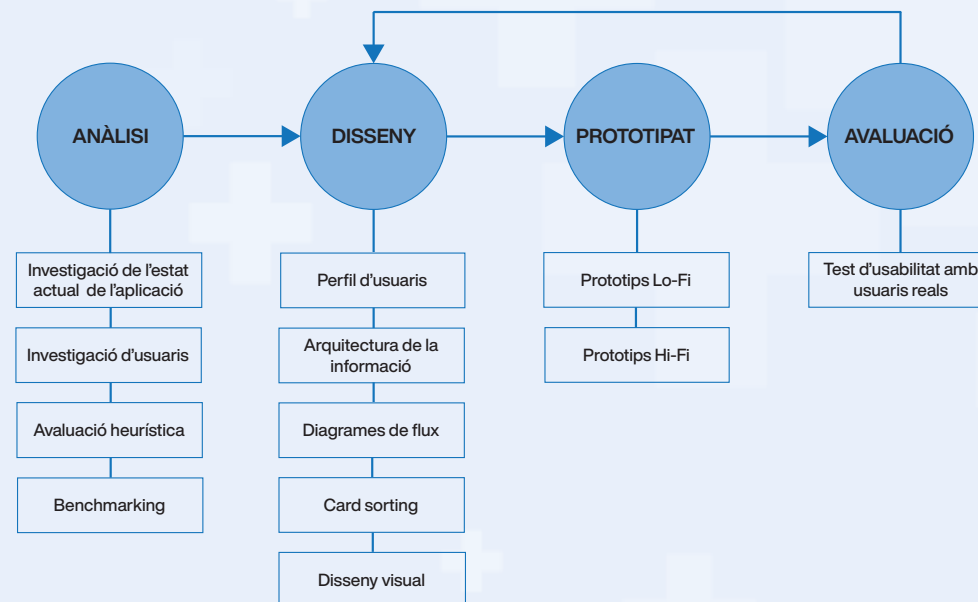 ANÀLISI
DISSENY
PROTOTIPAT
AVALUACIÓ
Investigació de l'estat
actual de l'aplicació
Investigació d'usuaris
Avaluació heurística
Benchmarking
Perfil d'usuaris
Arquitectura de la
informació
Diagrames de flux
Card sorting
Disseny visual
Prototips Lo-Fi
Prototips Hi-Fi
Test d'usabilitat amb
usuaris reals